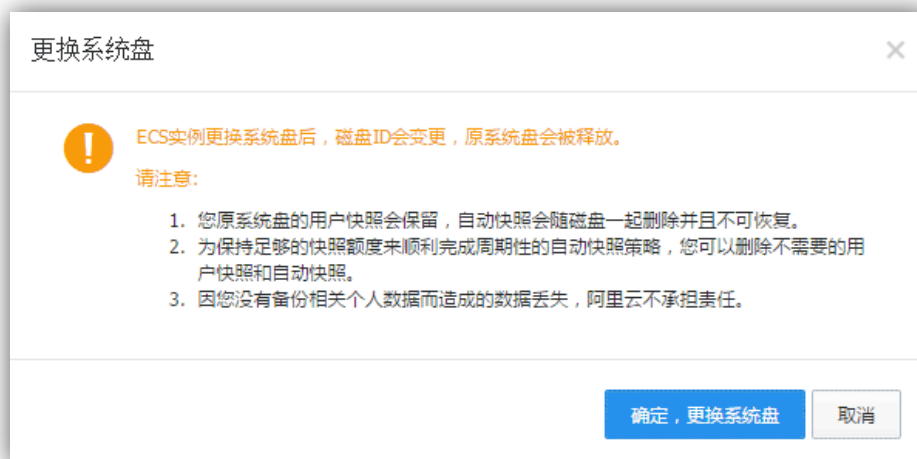 更换系统盘
ECS实例更换系统盘后，磁盘ID会变更，原系统盘会被释放。
请注意:
1. 您原系统盘的用户快照会保留，自动快照会随磁盘一起删除并且不可恢复。
2. 为保持足够的快照额度来顺利完成周期性的自动快照策略，您可以删除不需要的用
户快照和自动快照。
3. 因您没有备份相关个人数据而造成的数据丢失，阿里云不承担责任。
确定，更换系统盘
取消